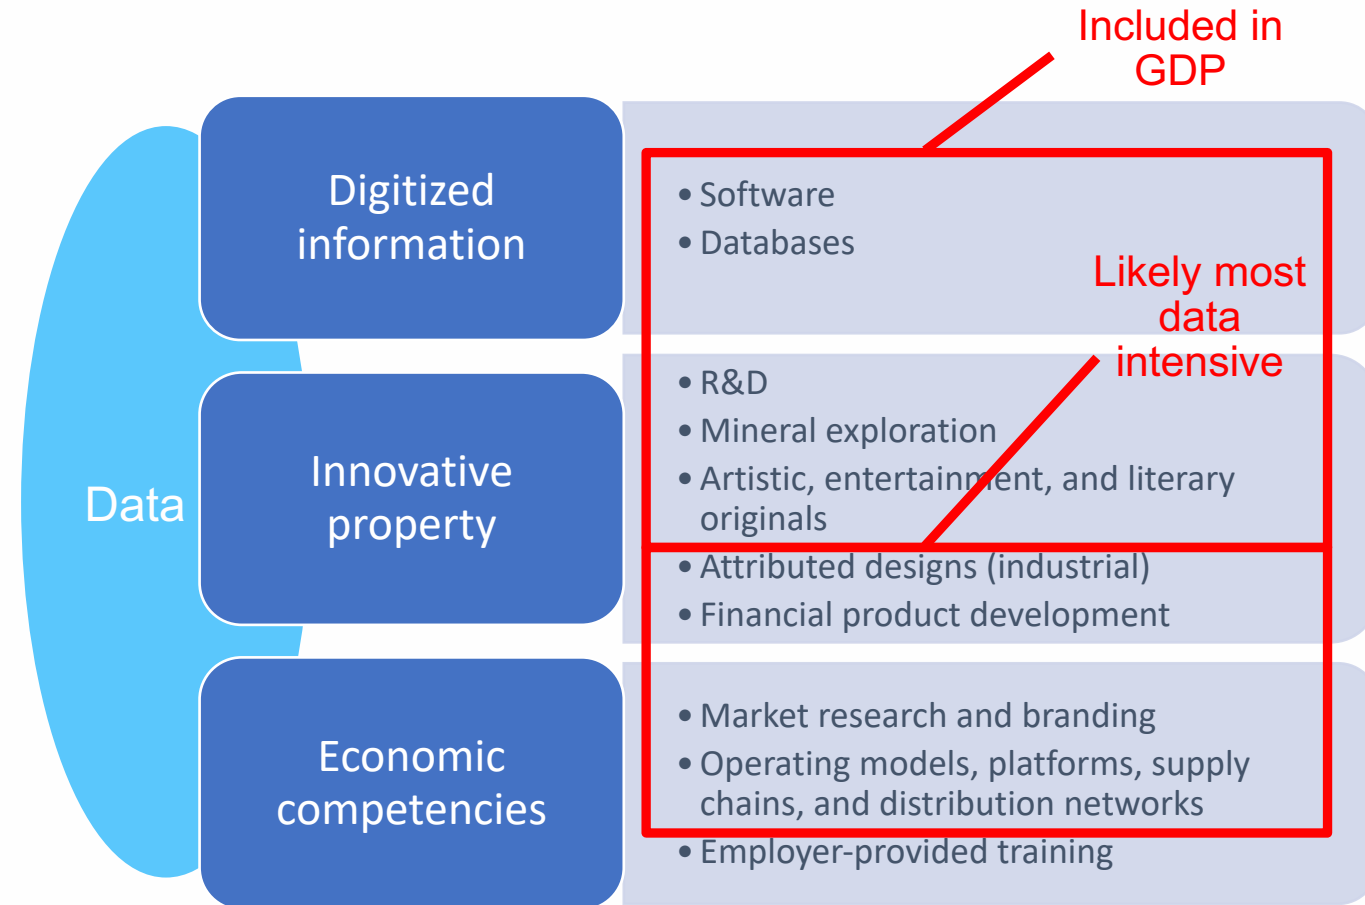 Included in
GDP
Digitized
information
• Software
• Databases
Likely most
data
intensive
Data
Innovative
property
• R&D
• Mineral exploration
• Artistic, entertainment, and literary
originals
• Attributed designs (industrial)
• Financial product development
Economic
competencies
• Market research and branding
• Operating models, platforms, supply
chains, and distribution networks
• Employer-provided training